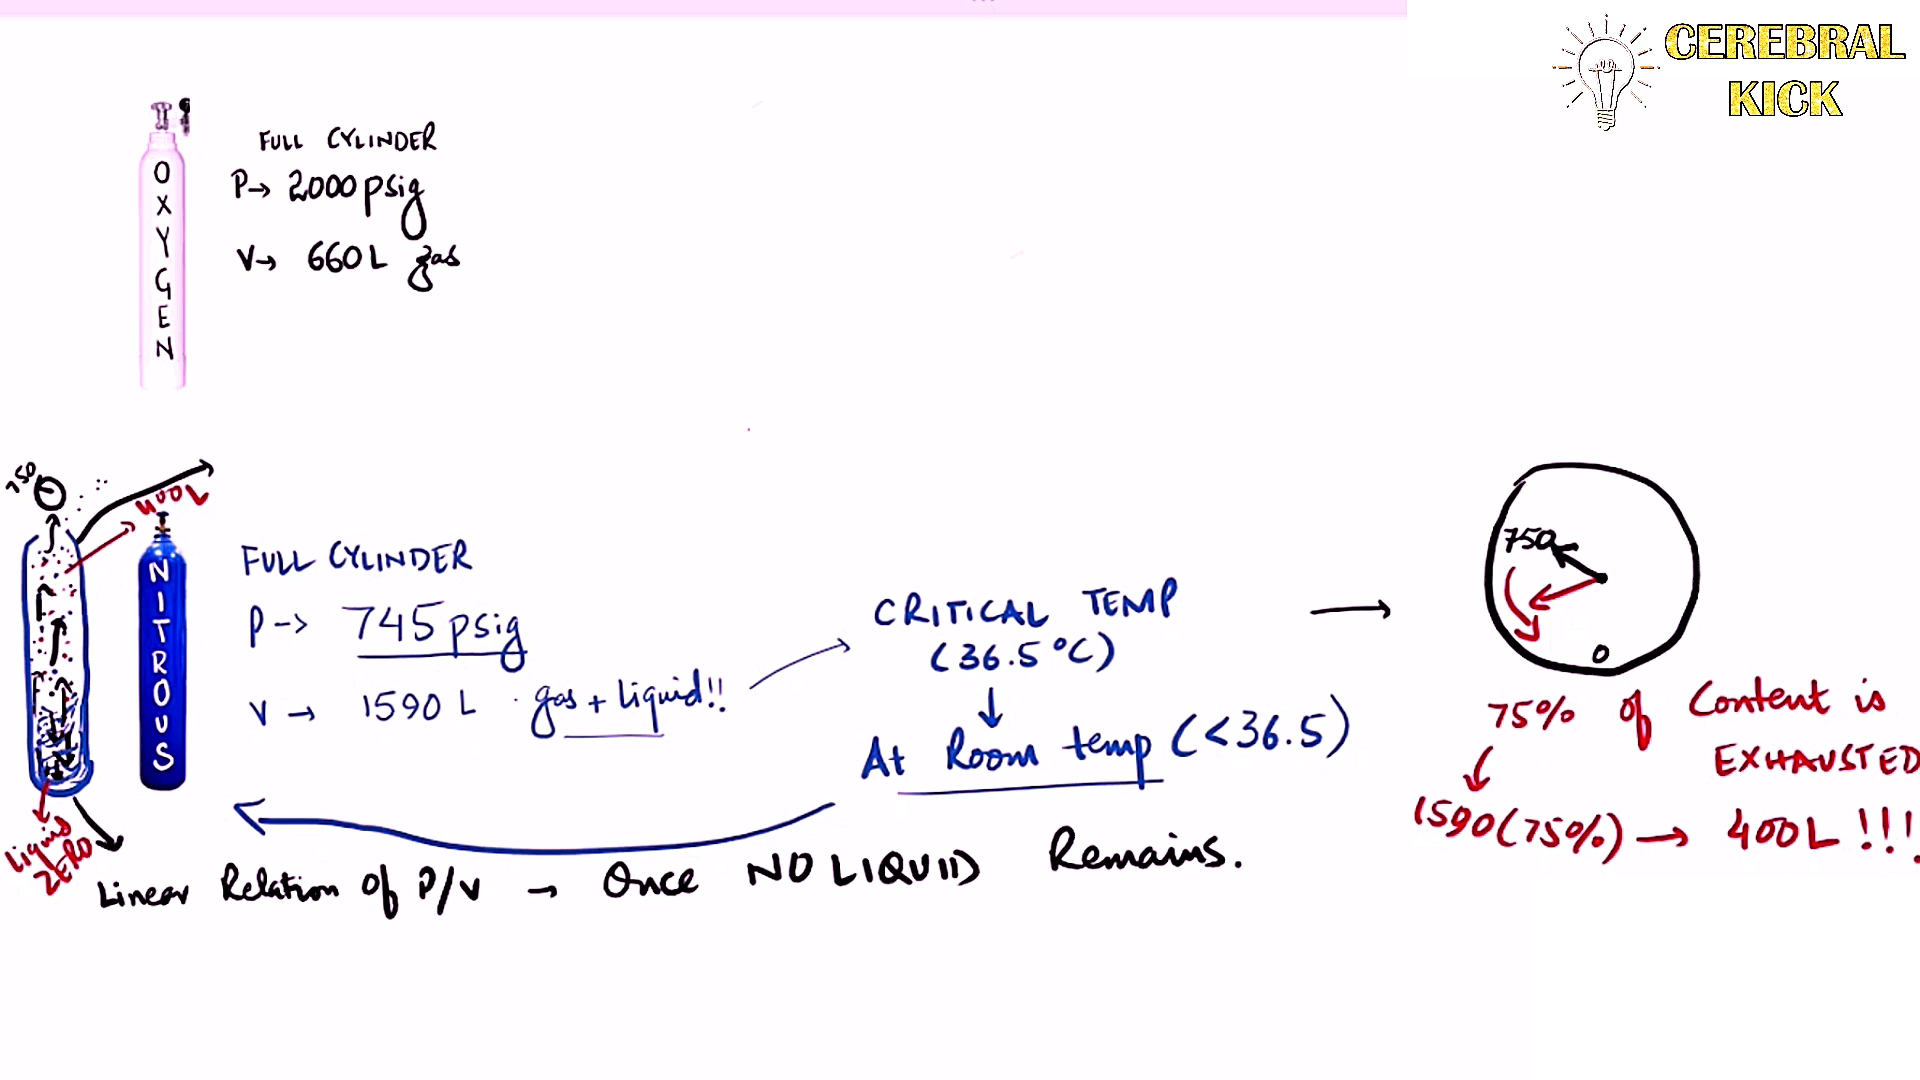 CEREBRAL
KICK
OXYGEN
FULL CYLINDER
P→ 2000 psig
V→ 660 L gas
750
400L
NITROUS
FULL CYLINDER
P -> 745 psig
V → 1590 L gas + liquid!!
CRITICAL TEMP
(36.5°C)
↓
At Room temp (<36.5)
750
0
75% of Content is
EXHAUSTED
1590(75%) → 400L!!!
Liquid
ZERO
Linear Relation of P/V → Once NO LIQUID Remains.